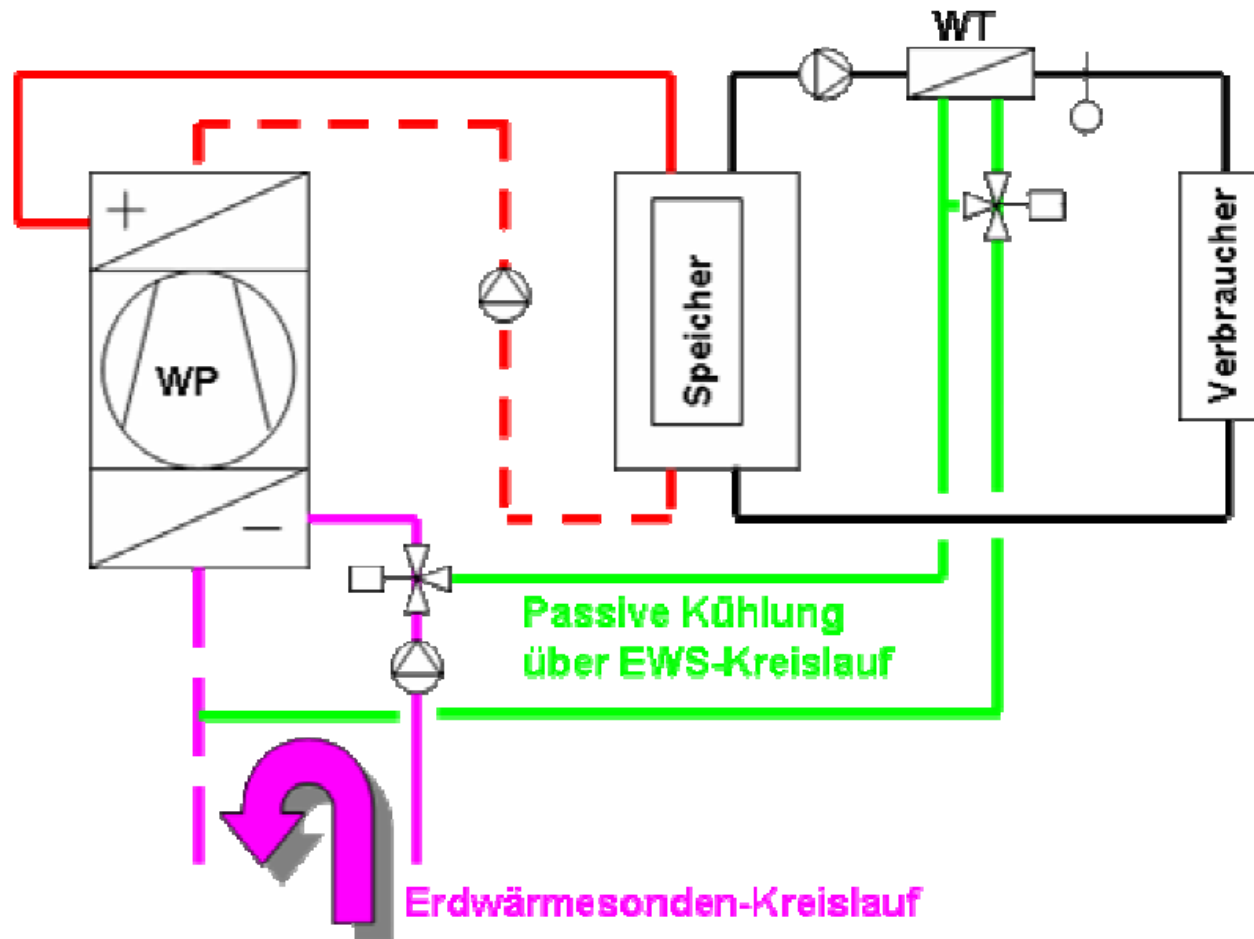 WT
+
WP
Speicher
Verbraucher
−
Passive Kühlung
über EWS-Kreislauf
Erdwärmesonden-Kreislauf